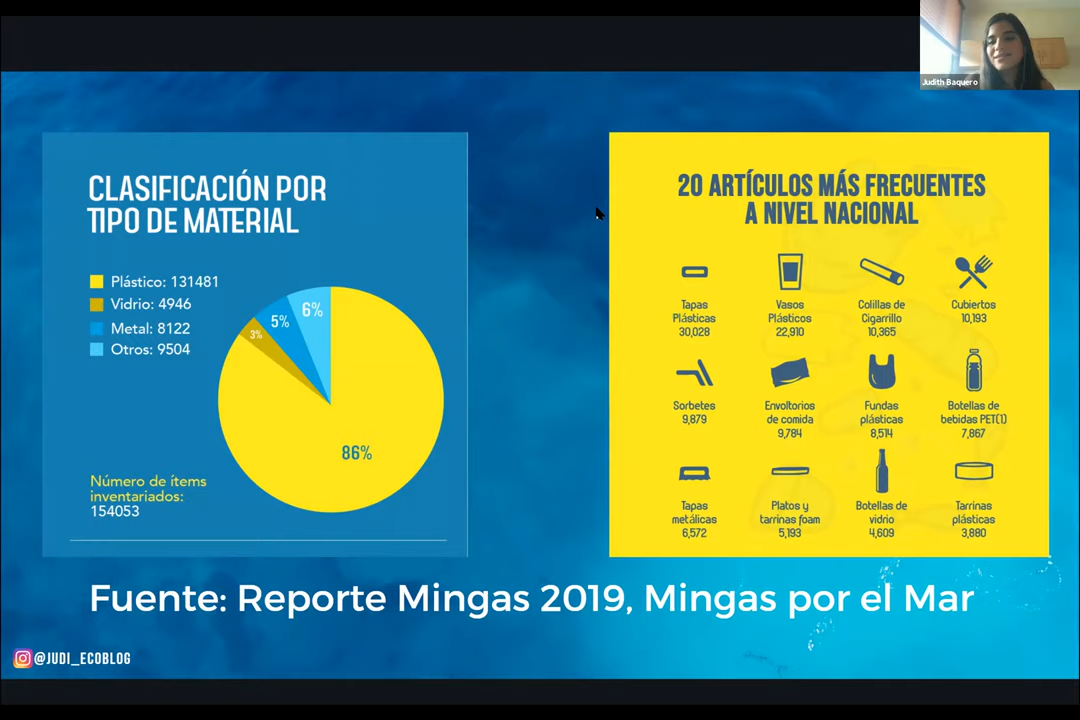 Judith Baquero
CLASIFICACIÓN POR
TIPO DE MATERIAL
Plástico: 131481
Vidrio: 4946
Metal: 8122
Otros: 9504
6%
5%
3%
86%
Número de ítems
inventariados:
154053
20 ARTÍCULOS MÁS FRECUENTES
A NIVEL NACIONAL
Tapas
Plásticas
30,028
Vasos
Plásticos
22,910
Colillas de
Cigarrillo
10,365
Cubiertos
10,193
Sorbetes
9,879
Envoltorios
de comida
9,784
Fundas
plásticas
8,514
Botellas de
bebidas PET(1)
7,867
Tapas
metálicas
6,572
Platos y
tarrinas foam
5,193
Botellas de
vidrio
4,609
Tarrinas
plásticas
3,880
Fuente: Reporte Mingas 2019, Mingas por el Mar
@JUDI_ECOBLOG